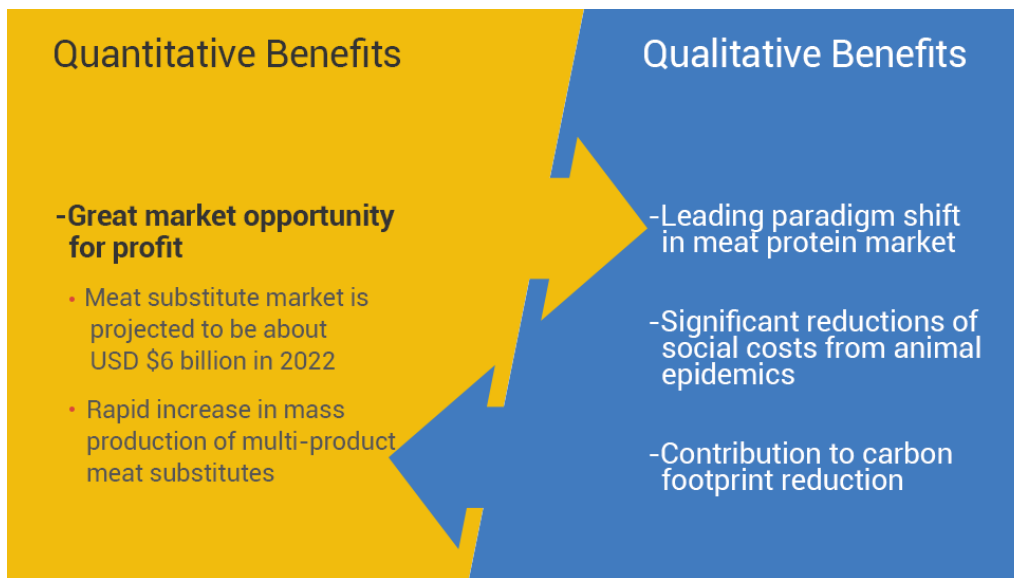 Quantitative Benefits
-Great market opportunity
for profit
• Meat substitute market is
projected to be about
USD $6 billion in 2022
• Rapid increase in mass
production of multi-product
meat substitutes
Qualitative Benefits
-Leading paradigm shift
in meat protein market
-Significant reductions of
social costs from animal
epidemics
-Contribution to carbon
footprint reduction